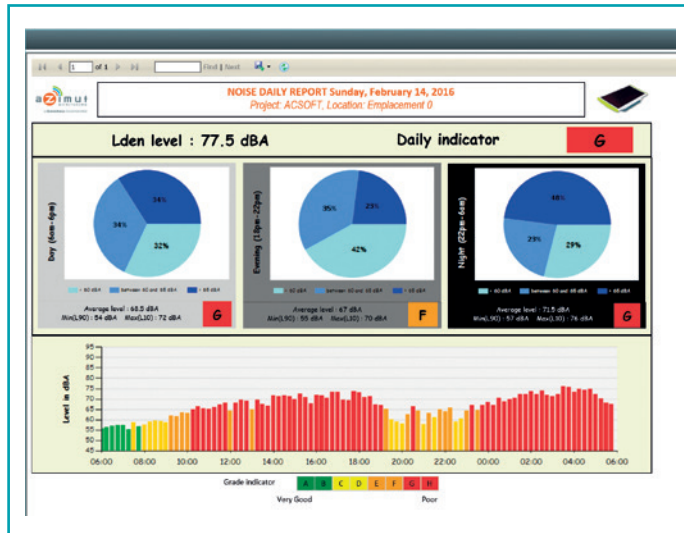 1 of 1 Find | Next
azimut
NOISE DAILY REPORT Sunday, February 14, 2016
Project: ACSOFT, Location: Emplacement 0
Lden level : 77.5 dBA Daily indicator G
Day (6am-6pm) 34% 34% 32%
Evening (18pm-22pm) 35% 23% 42%
Night (22pm-6am) 48% 23% 29%
< 60 dBA between 60 and 68 dBA > 68 dBA
< 60 dBA between 60 and 68 dBA > 68 dBA
< 60 dBA between 60 and 68 dBA > 68 dBA
Average level : 68.5 dBA
Min(L90) : 54 dBA Max(L10) : 72 dBA
G
Average level : 67 dBA
Min(L90) : 55 dBA Max(L10) : 70 dBA
F
Average level : 71.5 dBA
Min(L90) : 57 dBA Max(L10) : 76 dBA
G
Level in dBA
95
90
85
80
75
70
65
60
55
50
45
06:00 08:00 10:00 12:00 14:00 16:00 18:00 20:00 22:00 00:00 02:00 04:00 06:00
Grade indicator A B C D E F G H
Very Good Poor